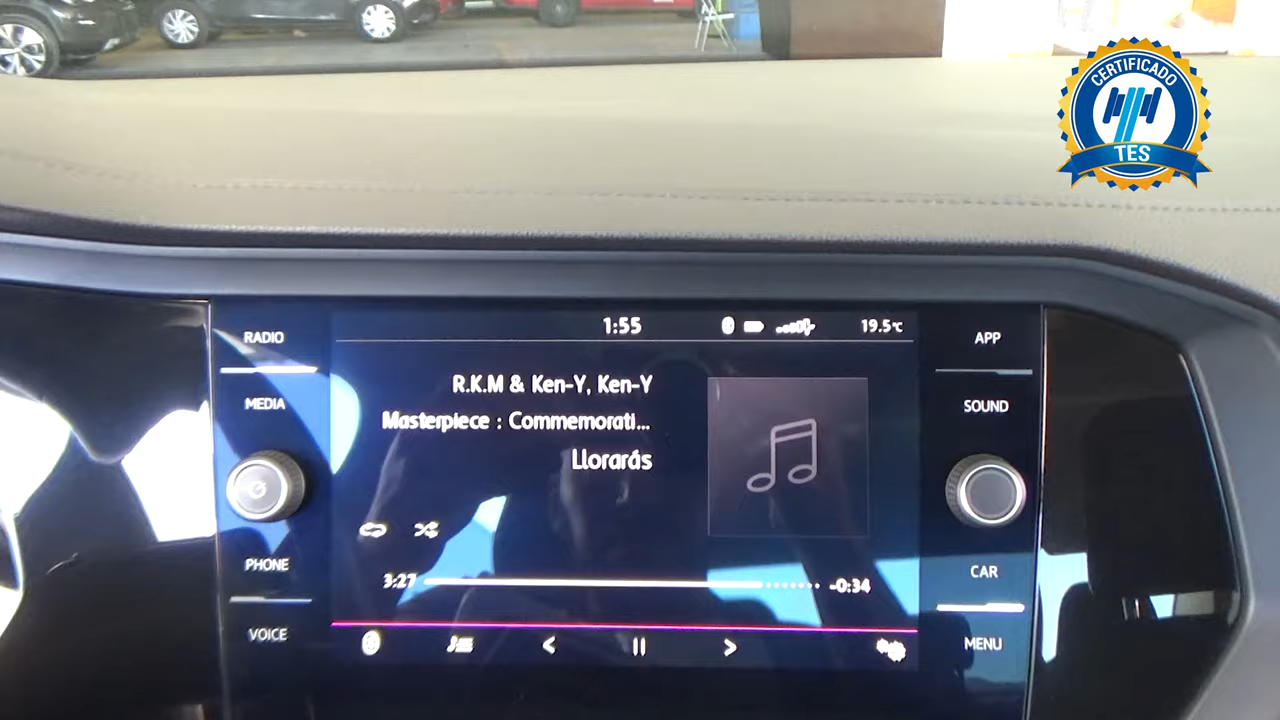 CERTIFICADO
TES
RADIO
MEDIA
PHONE
VOICE
1:55
19.5°C
R.K.M & Ken-Y, Ken-Y
Masterpiece : Commemorati...
Llorarás
3:27
-0:34
APP
SOUND
CAR
MENU